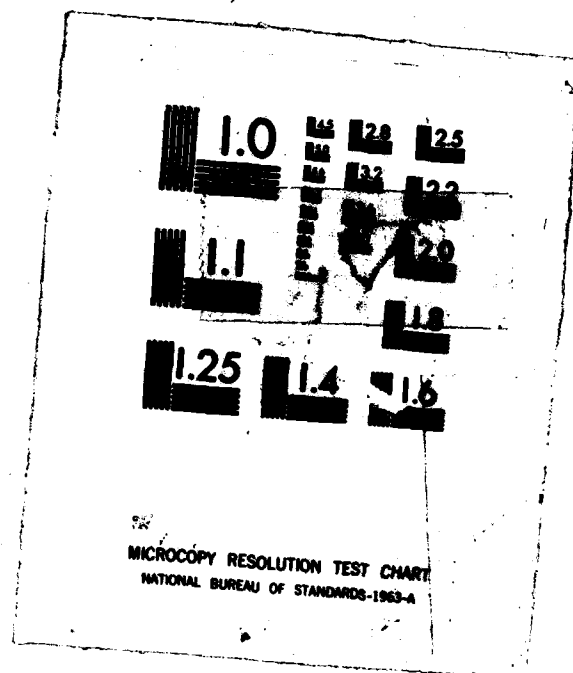 1.0 4.5 2.8 2.5
3.2 2.2
1.1 2.0
1.8
1.25 1.4 1.6
MICROCOPY RESOLUTION TEST CHART
NATIONAL BUREAU OF STANDARDS-1963-A